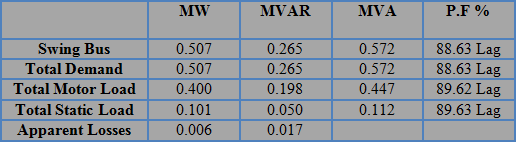 MW MVAR MVA P.F %
Swing Bus 0.507 0.265 0.572 88.63 Lag
Total Demand 0.507 0.265 0.572 88.63 Lag
Total Motor Load 0.400 0.198 0.447 89.62 Lag
Total Static Load 0.101 0.050 0.112 89.63 Lag
Apparent Losses 0.006 0.017